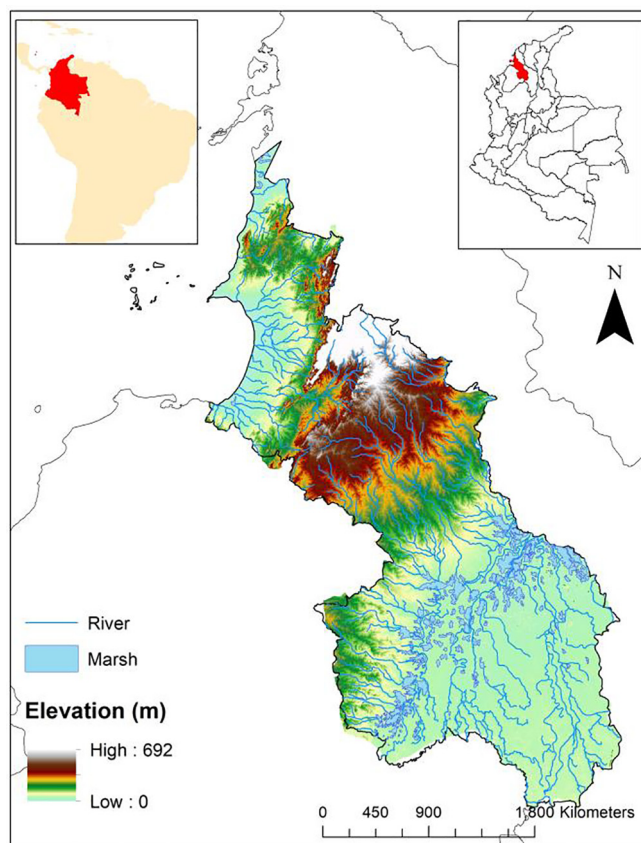 N
River
Marsh
Elevation (m)
High : 692
Low : 0
0 450 900 1,800 Kilometers